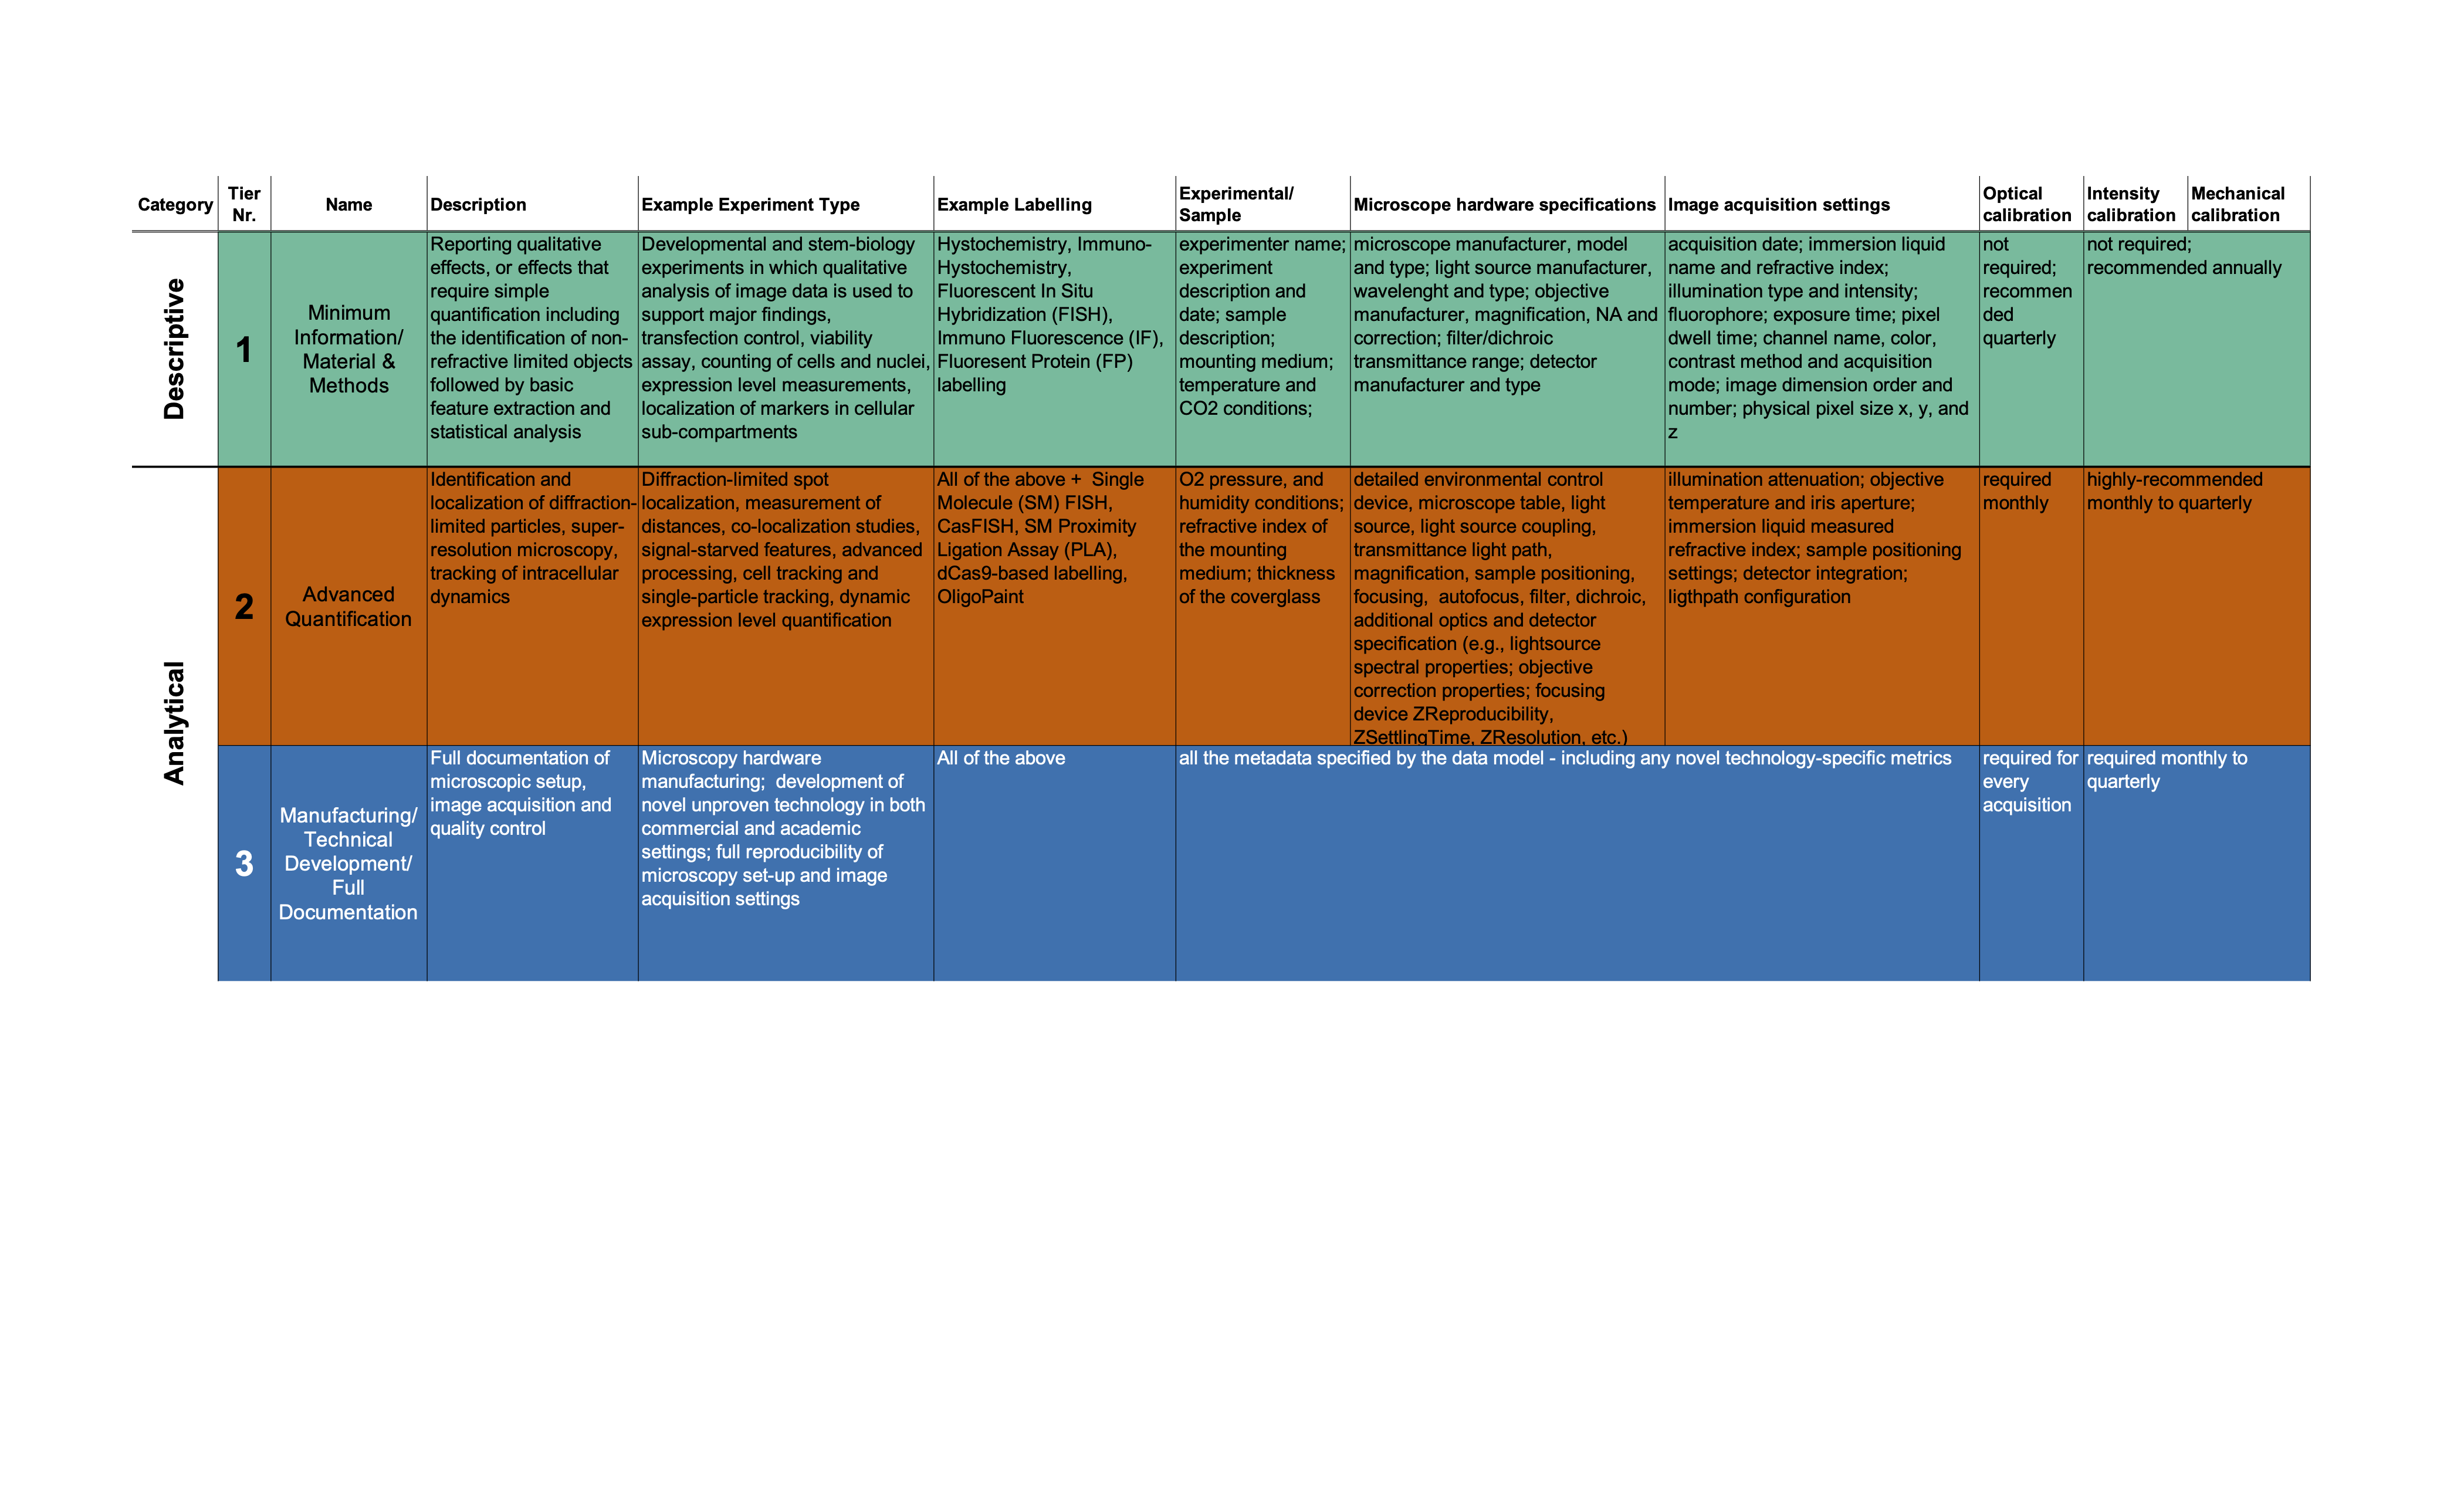 Category
Tier
Nr.
Name
Description
Example Experiment Type
Example Labelling
Experimental/
Sample
Microscope hardware specifications
Image acquisition settings
Optical
calibration
Intensity
calibration
Mechanical
calibration
Descriptive
1
Minimum
Information/
Material &
Methods
Reporting qualitative
effects, or effects that
require simple
quantification including
the identification of non-
refractive limited objects
followed by basic
feature extraction and
statistical analysis
Developmental and stem-biology
experiments in which qualitative
analysis of image data is used to
support major findings,
transfection control, viability
assay, counting of cells and nuclei,
expression level measurements,
localization of markers in cellular
sub-compartments
Hystochemistry, Immuno-
Hystochemistry,
Fluorescent In Situ
Hybridization (FISH),
Immuno Fluorescence (IF),
Fluoresent Protein (FP)
labelling
experimenter name;
experiment
description and
date; sample
description;
mounting medium;
temperature and
CO2 conditions;
microscope manufacturer, model
and type; light source manufacturer,
wavelenght and type; objective
manufacturer, magnification, NA and
correction; filter/dichroic
transmittance range; detector
manufacturer and type
acquisition date; immersion liquid
name and refractive index;
illumination type and intensity;
fluorophore; exposure time; pixel
dwell time; channel name, color,
contrast method and acquisition
mode; image dimension order and
number; physical pixel size x, y, and
z
not
required;
recommen
ded
quarterly
not required;
recommended annually
Analytical
2
Advanced
Quantification
Identification and
localization of diffraction-
limited particles, super-
resolution microscopy,
tracking of intracellular
dynamics
Diffraction-limited spot
localization, measurement of
distances, co-localization studies,
signal-starved features, advanced
processing, cell tracking and
single-particle tracking, dynamic
expression level quantification
All of the above + Single
Molecule (SM) FISH,
CasFISH, SM Proximity
Ligation Assay (PLA),
dCas9-based labelling,
OligoPaint
O2 pressure, and
humidity conditions;
refractive index of
the mounting
medium; thickness
of the coverglass
detailed environmental control
device, microscope table, light
source, light source coupling,
transmittance light path,
magnification, sample positioning,
focusing, autofocus, filter, dichroic,
additional optics and detector
specification (e.g., lightsource
spectral properties; objective
correction properties; focusing
device ZReproducibility,
ZSettlingTime, ZResolution, etc.)
illumination attenuation; objective
temperature and iris aperture;
immersion liquid measured
refractive index; sample positioning
settings; detector integration;
ligthpath configuration
required
monthly
highly-recommended
monthly to quarterly
3
Manufacturing/
Technical
Development/
Full
Documentation
Full documentation of
microscopic setup,
image acquisition and
quality control
Microscopy hardware
manufacturing; development of
novel unproven technology in both
commercial and academic
settings; full reproducibility of
microscopy set-up and image
acquisition settings
All of the above
all the metadata specified by the data model - including any novel technology-specific metrics
required for
every
acquisition
required monthly to
quarterly